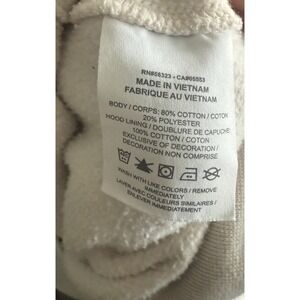 RN#56323 - CA#05553
MADE IN VIETNAM
FABRIQUE AU VIETNAM
BODY / CORPS: 80% COTTON / COTON
20% POLYESTER
HOOD LINING / DOUBLURE DE CAPUCHE
100% COTTON / COTON
EXCLUSIVE OF DECORATION /
DECORATION NON COMPRISE
WASH WITH LIKE COLORS / REMOVE
IMMEDIATELY
LAVER AVEC COULEURS SIMILAIRES /
ENLEVER IMMEDIATEMENT